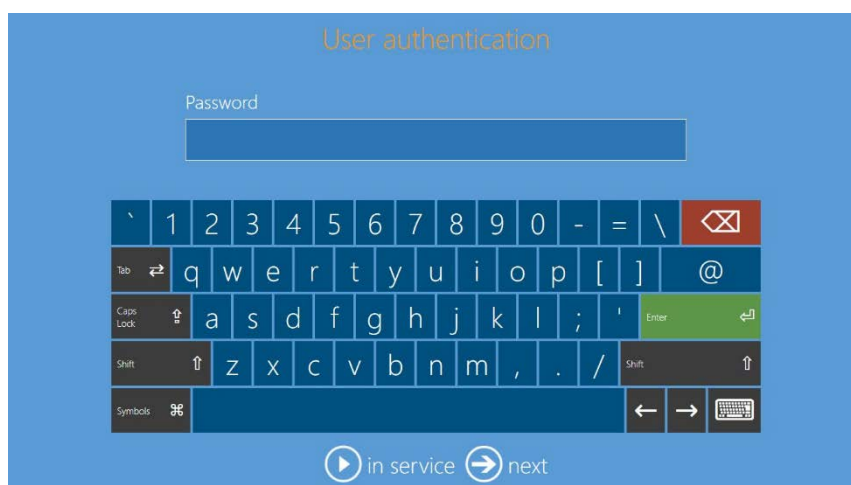 User authentication
Password
` 1 2 3 4 5 6 7 8 9 0 - = \
Tab q w e r t y u i o p [ ] @
Caps Lock a s d f g h j k l ; ' Enter
Shift z x c v b n m , . / Shift
Symbols
in service next